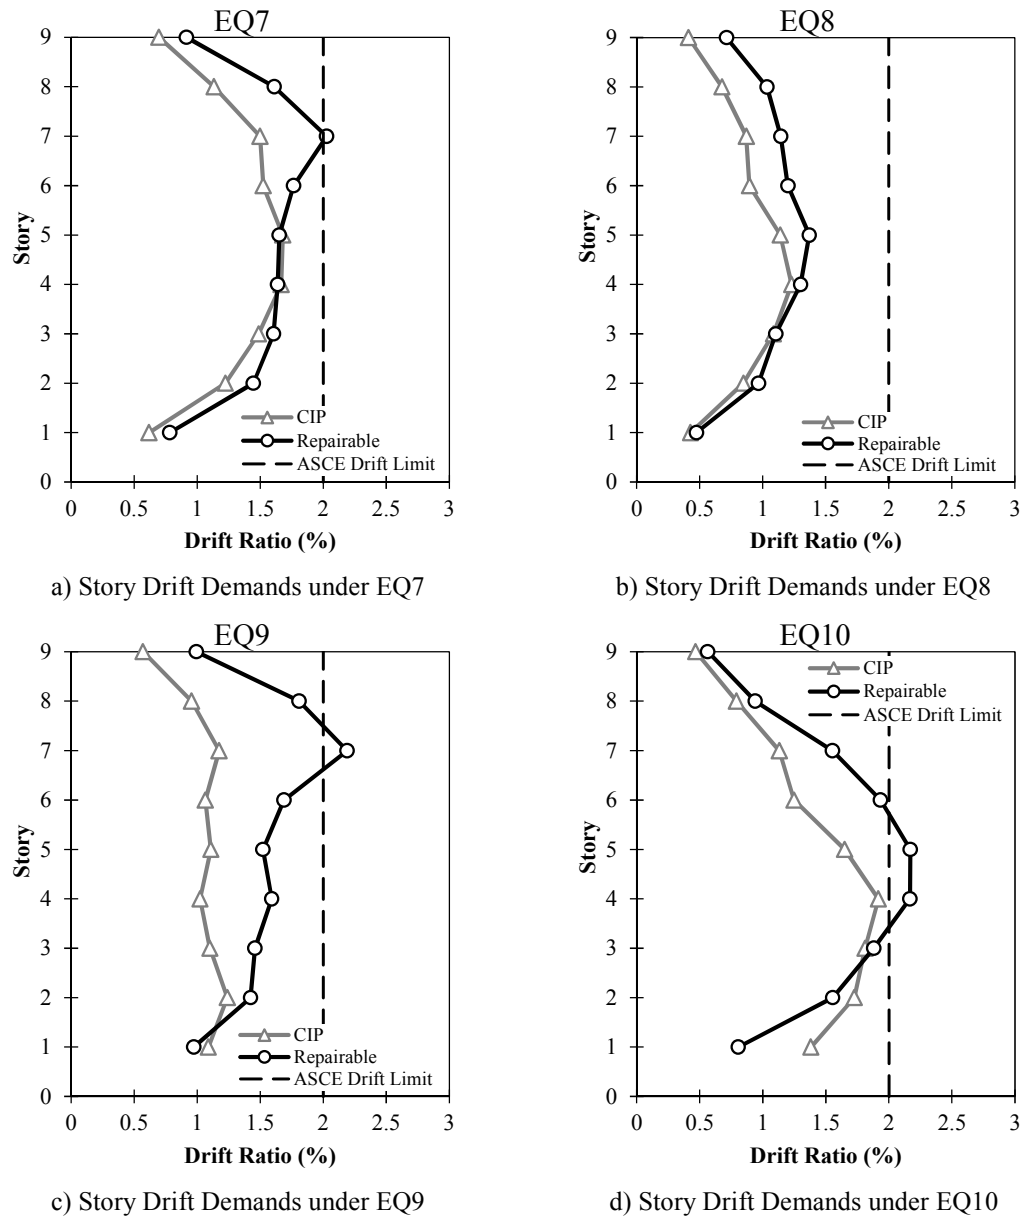 EQ7
9
8
7
6
5
4
3
2
1
0
Story
0 0.5 1 1.5 2 2.5 3
Drift Ratio (%)
CIP
Repairable
ASCE Drift Limit
a) Story Drift Demands under EQ7
EQ8
9
8
7
6
5
4
3
2
1
0
Story
0 0.5 1 1.5 2 2.5 3
Drift Ratio (%)
CIP
Repairable
ASCE Drift Limit
b) Story Drift Demands under EQ8
EQ9
9
8
7
6
5
4
3
2
1
0
Story
0 0.5 1 1.5 2 2.5 3
Drift Ratio (%)
CIP
Repairable
ASCE Drift Limit
c) Story Drift Demands under EQ9
EQ10
9
8
7
6
5
4
3
2
1
0
Story
0 0.5 1 1.5 2 2.5 3
Drift Ratio (%)
CIP
Repairable
ASCE Drift Limit
d) Story Drift Demands under EQ10